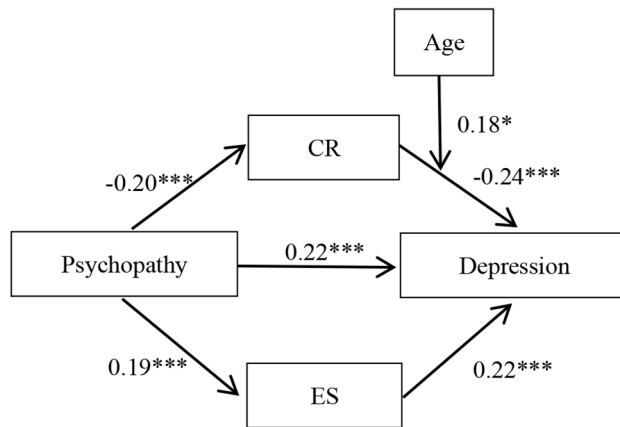 Age
0.18*
CR
-0.20***
-0.24***
Psychopathy
0.22***
Depression
0.19***
ES
0.22***